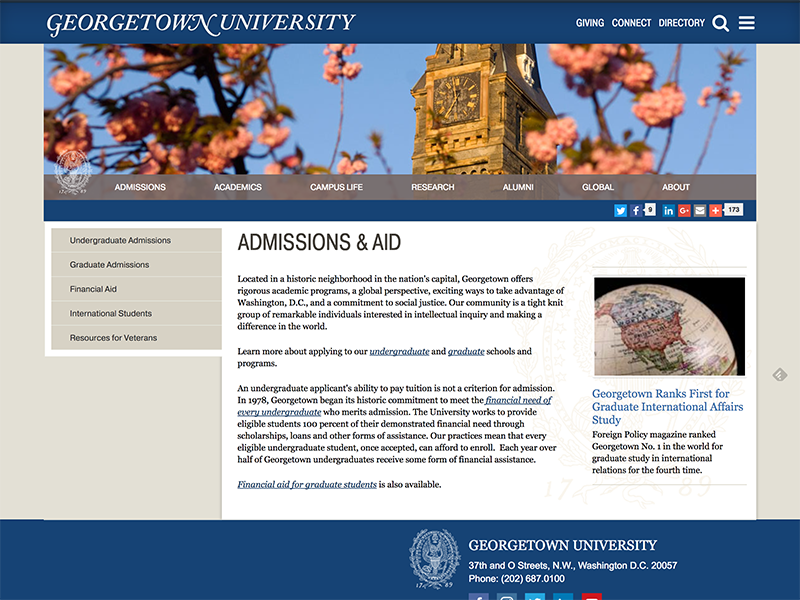 GEORGETOWN UNIVERSITY
GIVING CONNECT DIRECTORY
ADMISSIONS ACADEMICS CAMPUS LIFE RESEARCH ALUMNI GLOBAL ABOUT
9 173
Undergraduate Admissions
Graduate Admissions
Financial Aid
International Students
Resources for Veterans
ADMISSIONS & AID
Located in a historic neighborhood in the nation's capital, Georgetown offers
rigorous academic programs, a global perspective, exciting ways to take advantage of
Washington, D.C., and a commitment to social justice. Our community is a tight knit
group of remarkable individuals interested in intellectual inquiry and making a
difference in the world.
Learn more about applying to our undergraduate and graduate schools and
programs.
An undergraduate applicant's ability to pay tuition is not a criterion for admission.
In 1978, Georgetown began its historic commitment to meet the financial need of
every undergraduate who merits admission. The University works to provide
eligible students 100 percent of their demonstrated financial need through
scholarships, loans and other forms of assistance. Our practices mean that every
eligible undergraduate student, once accepted, can afford to enroll.  Each year over
half of Georgetown undergraduates receive some form of financial assistance.
Financial aid for graduate students is also available.
Georgetown Ranks First for
Graduate International Affairs
Study
Foreign Policy magazine ranked
Georgetown No. 1 in the world for
graduate study in international
relations for the fourth time.
17 89
GEORGETOWN UNIVERSITY
37th and O Streets, N.W., Washington D.C. 20057
Phone: (202) 687.0100